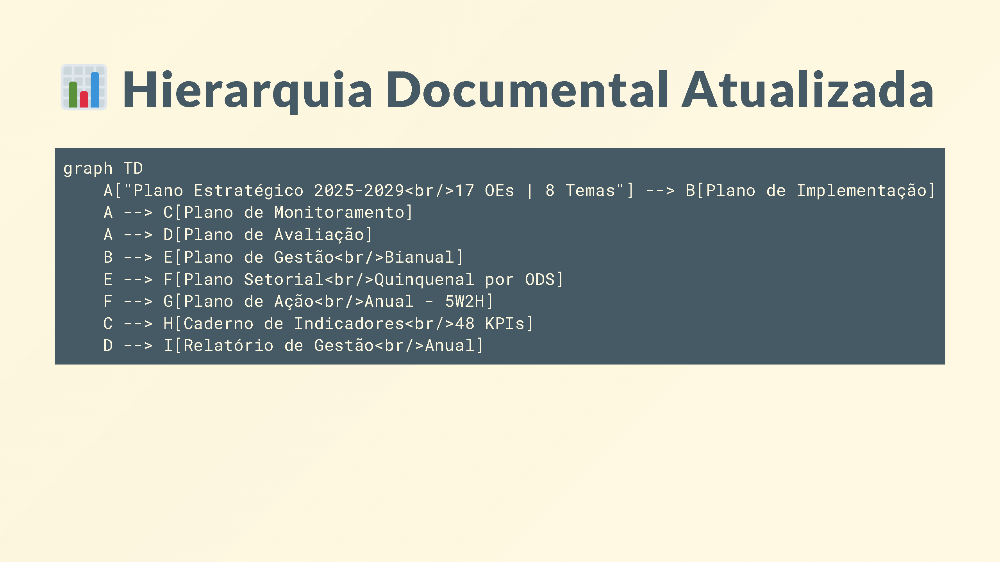 Hierarquia Documental Atualizada
graph TD
    A["Plano Estratégico 2025-2029<br/>17 OEs | 8 Temas"] --> B[Plano de Implementação]
    A --> C[Plano de Monitoramento]
    A --> D[Plano de Avaliação]
    B --> E[Plano de Gestão<br/>Bianual]
    E --> F[Plano Setorial<br/>Quinquenal por ODS]
    F --> G[Plano de Ação<br/>Anual - 5W2H]
    C --> H[Caderno de Indicadores<br/>48 KPIs]
    D --> I[Relatório de Gestão<br/>Anual]